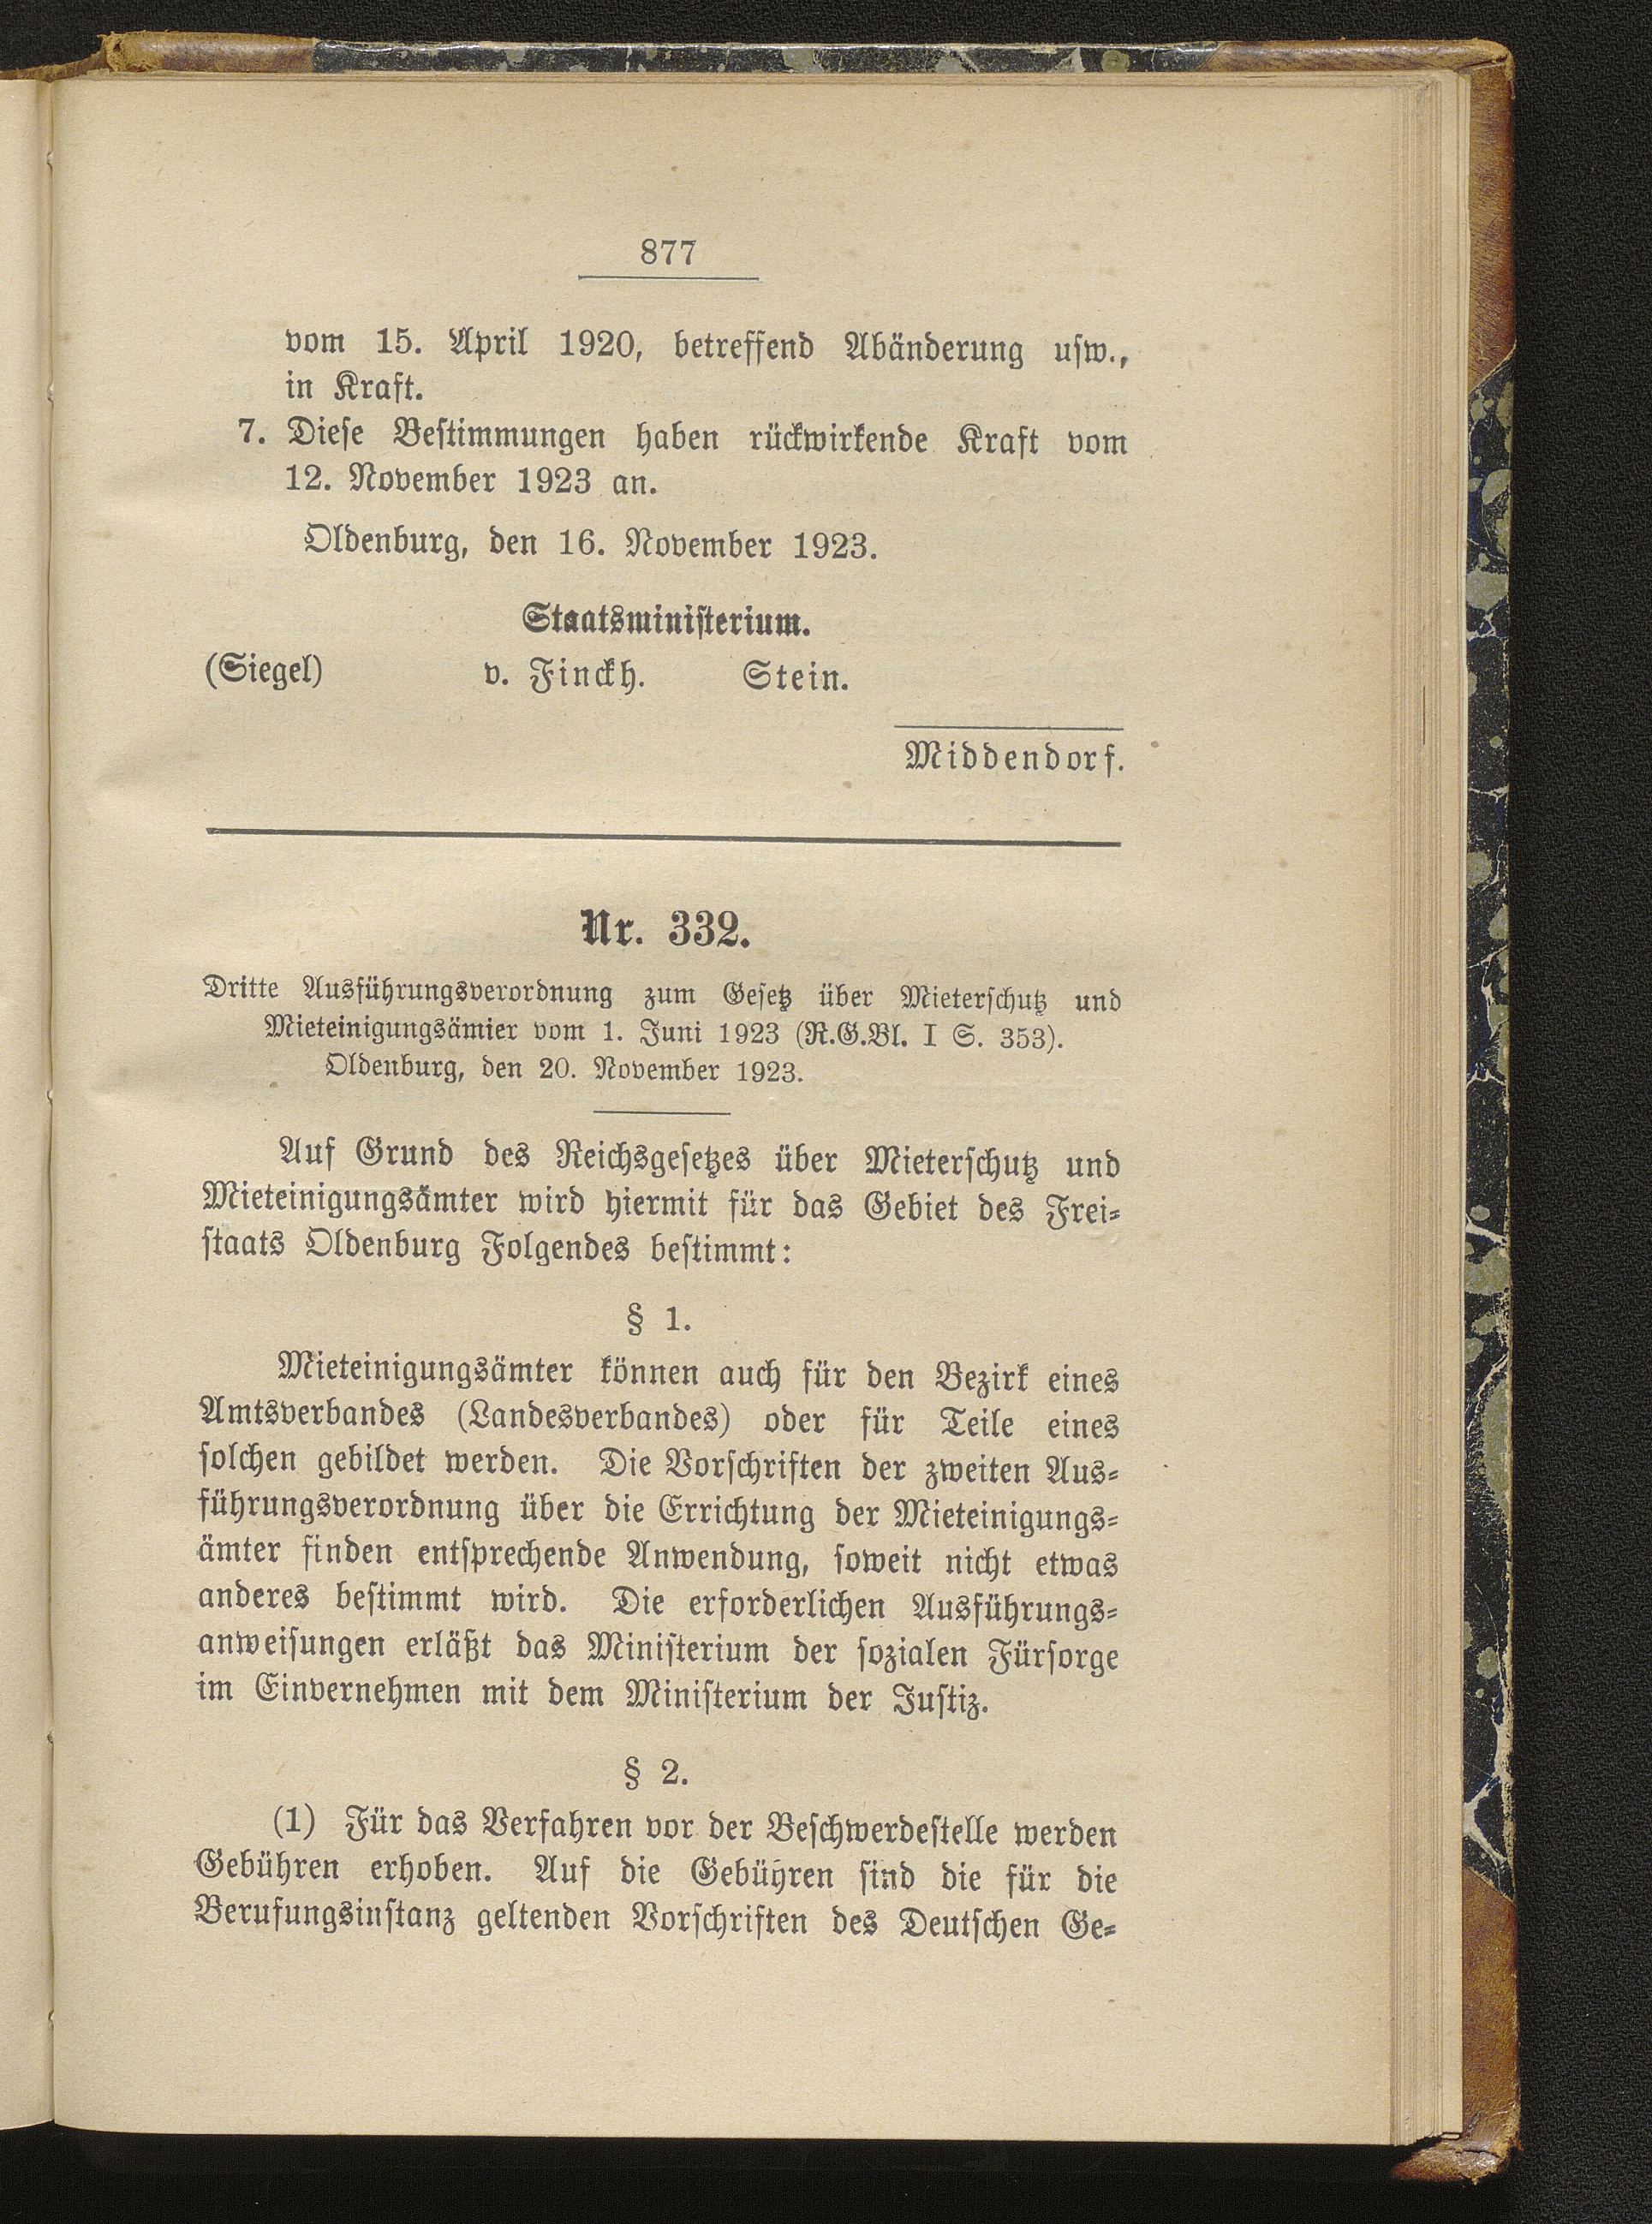 877
vom 15. April 1920, betreffend Abänderung usw.,
in Kraft.
7. Diese Bestimmungen haben rückwirkende Kraft vom
12. November 1923 an.
Oldenburg, den 16. November 1923.
Staatsministerium.
(Siegel) v. Finckh. Stein.
Middendorf.
Nr. 332.
Dritte Ausführungsverordnung zum Gesetz über Mieterschutz und
Mieteinigungsämier vom 1. Juni 1923 (R.G.Bl. I S. 353).
Oldenburg, den 20. November 1923.
Auf Grund des Reichsgesetzes über Mieterschutz und
Mieteinigungsämter wird hiermit für das Gebiet des Frei-
staats Oldenburg Folgendes bestimmt:
§ 1.
Mieteinigungsämter können auch für den Bezirk eines
Amtsverbandes (Landesverbandes) oder für Teile eines
solchen gebildet werden. Die Vorschriften der zweiten Aus-
führungsverordnung über die Errichtung der Mieteinigungs-
ämter finden entsprechende Anwendung, soweit nicht etwas
anderes bestimmt wird. Die erforderlichen Ausführungs-
anweisungen erläßt das Ministerium der sozialen Fürsorge
im Einvernehmen mit dem Ministerium der Justiz.
§ 2.
(1) Für das Verfahren vor der Beschwerdestelle werden
Gebühren erhoben. Auf die Gebühren sind die für die
Berufungsinstanz geltenden Vorschriften des Deutschen Ge-